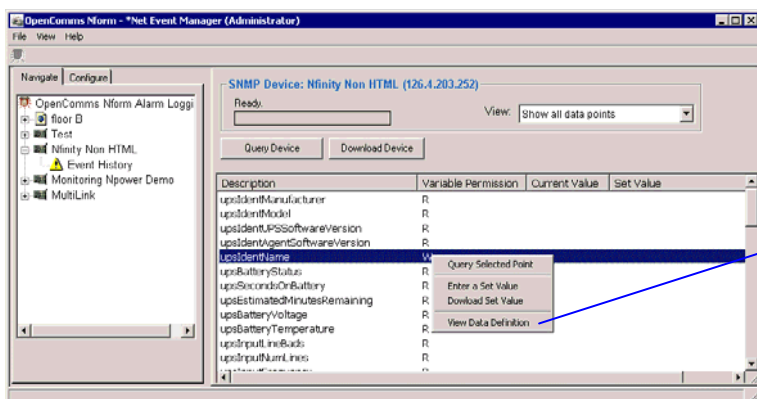 OpenComms Nform - *Net Event Manager (Administrator)
File View Help
Navigate Configure
OpenComms Nform Alarm Loggi
floor B
Test
Nfinity Non HTML
Event History
Monitoring Npower Demo
MultiLink
SNMP Device: Nfinity Non HTML (126.4.203.252)
Ready.
View: Show all data points
Query Device Download Device
Description Variable Permission Current Value Set Value
upsIdentManufacturer R
upsIdentModel R
upsIdentUPSSoftwareVersion R
upsIdentAgentSoftwareVersion R
upsIdentName W
upsBatteryStatus R
upsSecondsOnBattery R
upsEstimatedMinutesRemaining R
upsBatteryVoltage R
upsBatteryTemperature R
upsInputLineBads R
upsInputNumLines R
upsInputFrequency R
Query Selected Point
Enter a Set Value
Dowload Set Value
View Data Definition